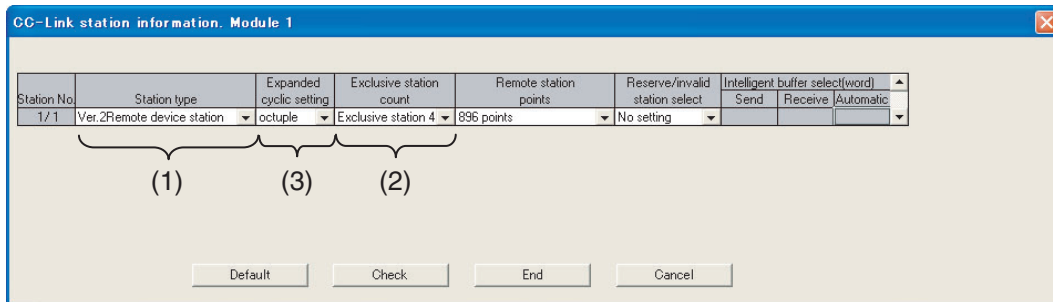 CC-Link station information. Module 1
Expanded Exclusive station Remote station Reserve/invalid Intelligent buffer select(word)
Station No. Station type cyclic setting count points station select Send Receive Automatic
1/1 Ver.2Remote device station octuple Exclusive station 4 896 points No setting
(1) (3) (2)
Default Check End Cancel